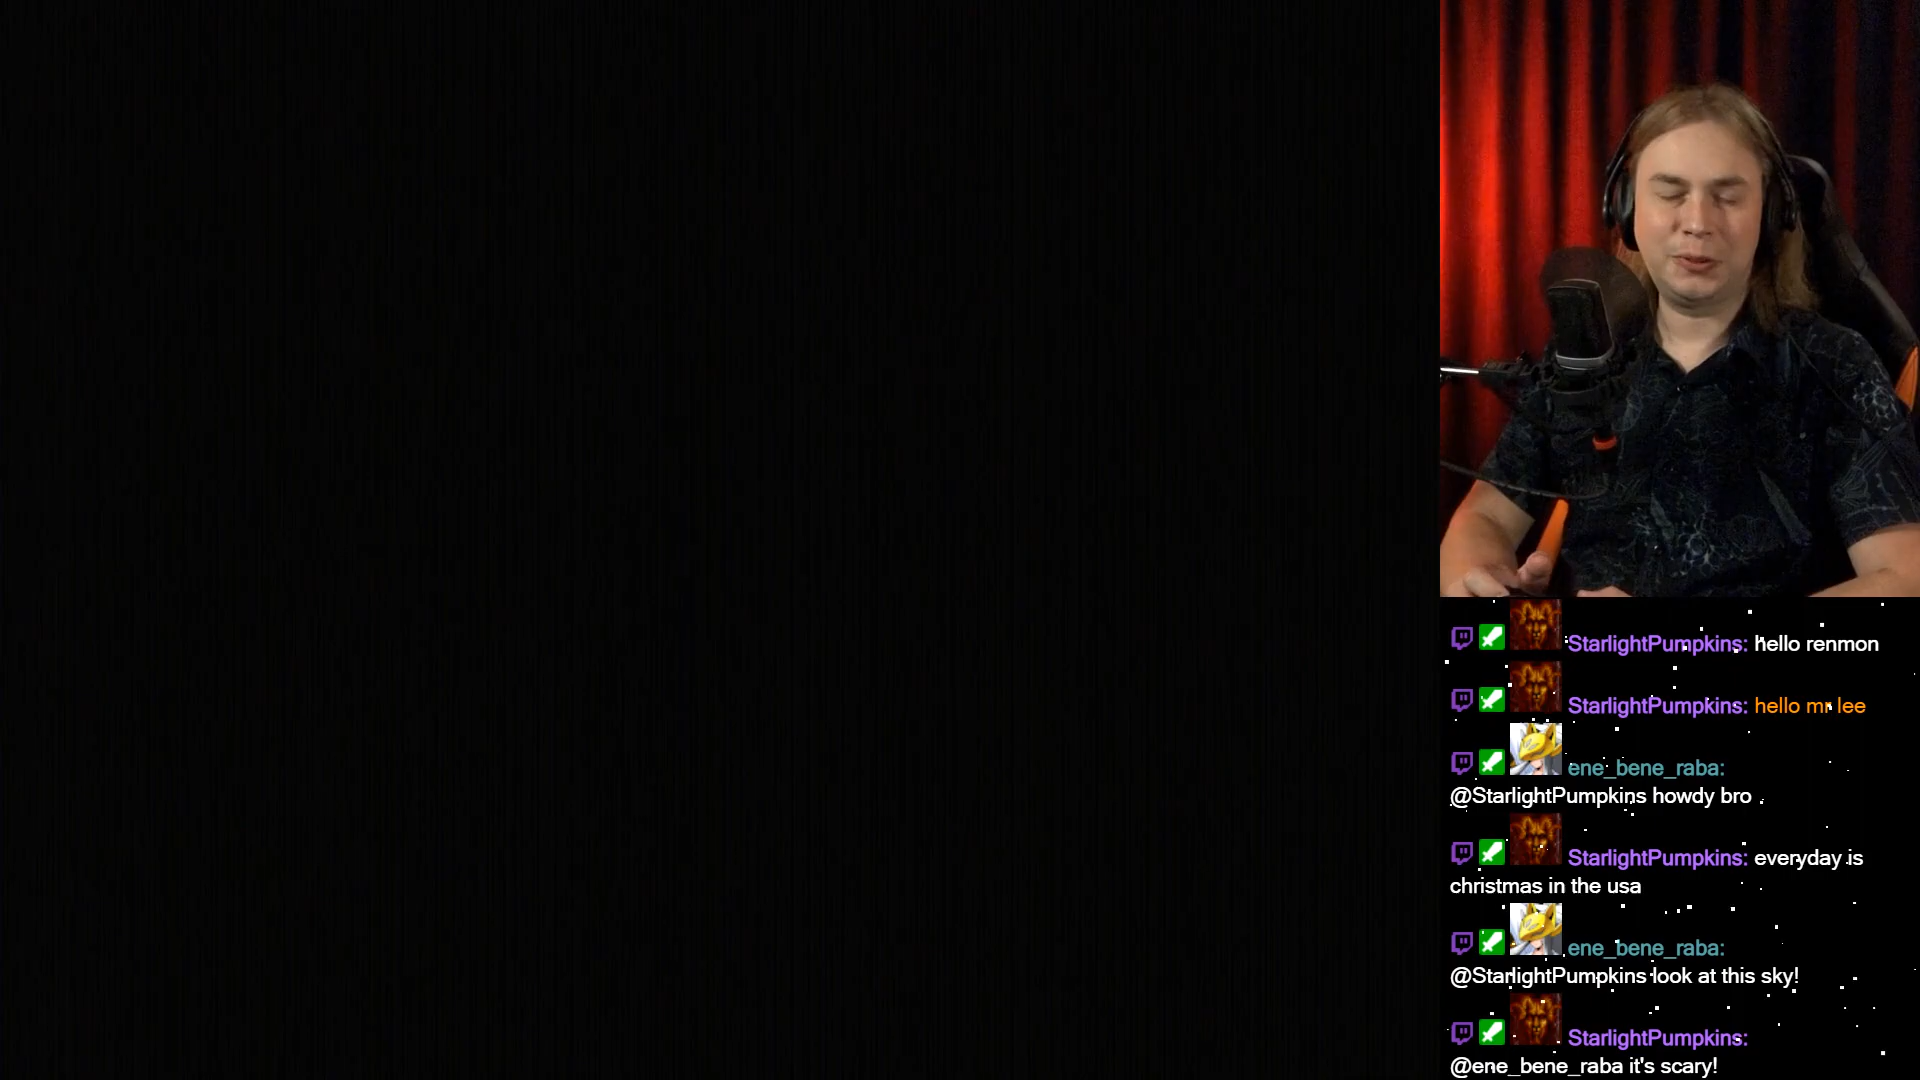 StarlightPumpkins: hello renmon
StarlightPumpkins: hello mr lee
ene_bene_raba:
@StarlightPumpkins howdy bro
StarlightPumpkins: everyday is
christmas in the usa
ene_bene_raba:
@StarlightPumpkins look at this sky!
StarlightPumpkins:
@ene_bene_raba it's scary!